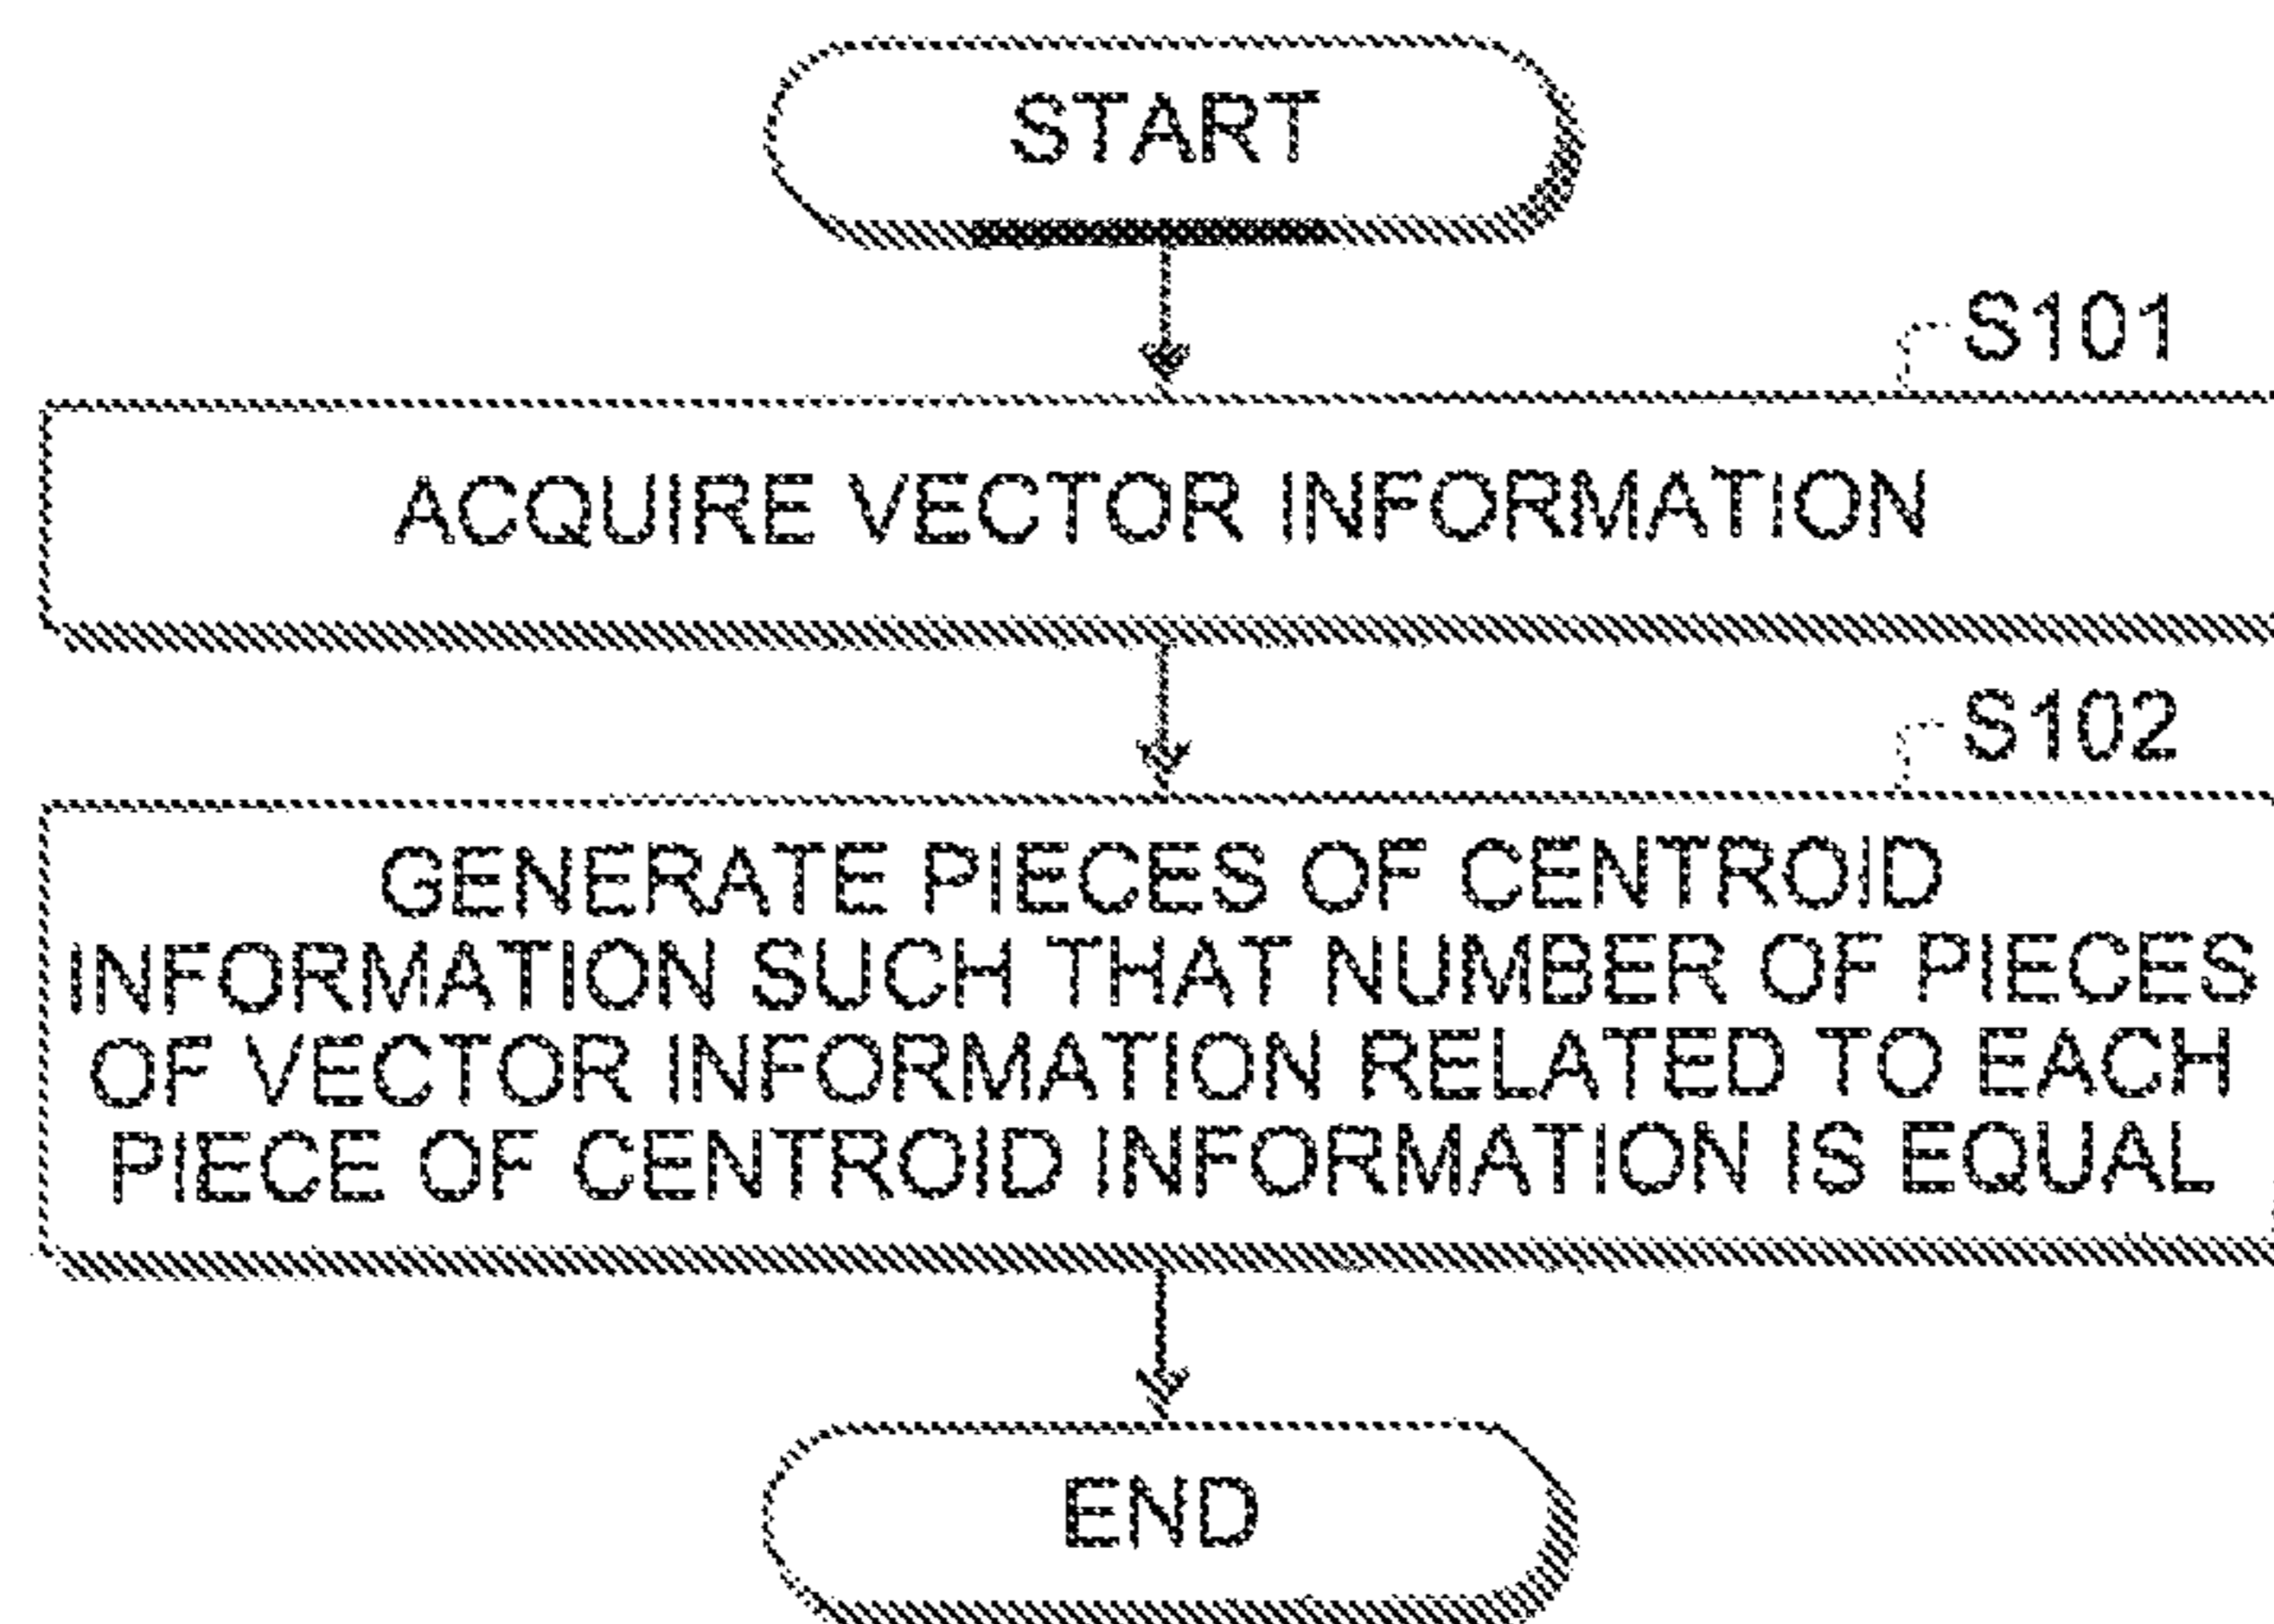 START
S101
ACQUIRE VECTOR INFORMATION
S102
GENERATE PIECES OF CENTROID
INFORMATION SUCH THAT NUMBER OF PIECES
OF VECTOR INFORMATION RELATED TO EACH
PIECE OF CENTROID INFORMATION IS EQUAL
END